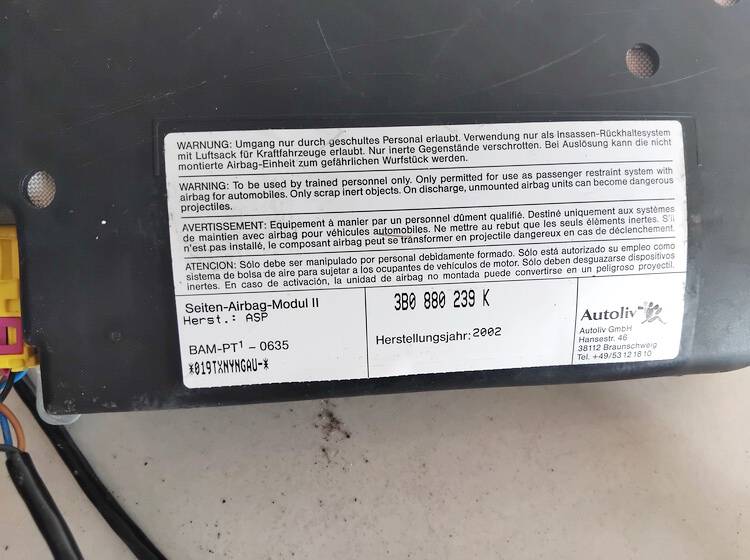 WARNUNG: Umgang nur durch geschultes Personal erlaubt. Verwendung nur als Insassen-Rückhaltesystem
mit Luftsack für Kraftfahrzeuge erlaubt. Nur inerte Gegenstände verschrotten. Bei Auslösung kann die nicht
montierte Airbag-Einheit zum gefährlichen Wurfstück werden.
WARNING: To be used by trained personnel only. Only permitted for use as passenger restraint system with
airbag for automobiles. Only scrap inert objects. On discharge, unmounted airbag units can become dangerous
projectiles.
AVERTISSEMENT: Equipement à manier par un personnel dûment qualifié. Destiné uniquement aux systèmes
de maintien avec airbag pour véhicules automobiles. Ne mettre au rebut que les seuls éléments inertes. S'il
n'est pas installé, le composant airbag peut se transformer en projectile dangereux en cas de déclenchement.
ATENCION: Sólo debe ser manipulado por personal debidamente formado. Sólo está autorizado su empleo como
sistema de bolsa de aire para sujetar a los ocupantes de vehículos de motor. Sólo deben desguazarse dispositivos
inertes. En caso de activación, la unidad de airbag no montada puede convertirse en un peligroso proyectil.
Seiten-Airbag-Modul II
Herst.: ASP
BAM-PT1 - 0635
*019TXNYNGAU-*
3B0 880 239 K
Herstellungsjahr: 2002
Autoliv
Autoliv GmbH
Hansestr. 46
38112 Braunschweig
Tel. +49/53 12 18 10